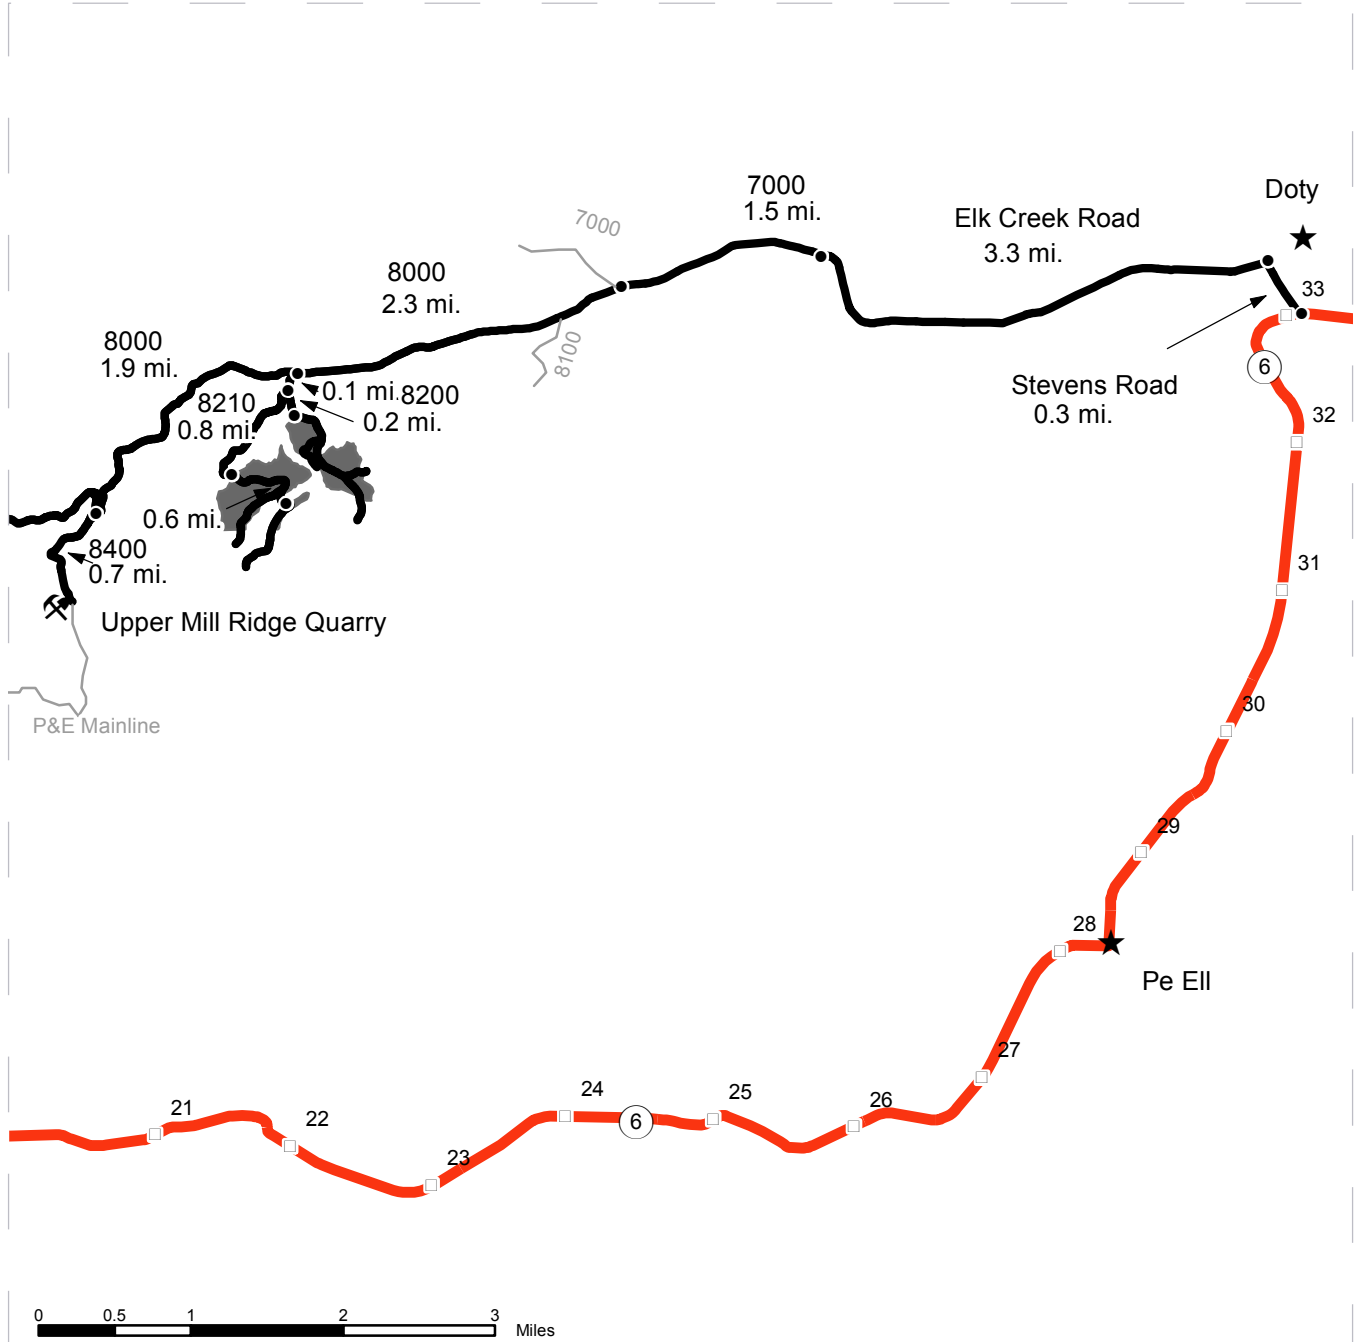 7000
1.5 mi.
Doty
7000
Elk Creek Road
3.3 mi.
8000
2.3 mi.
33
8000
1.9 mi.
8100
6
Stevens Road
0.3 mi.
0.1 mi.
8200
0.2 mi.
8210
0.8 mi.
32
0.6 mi.
8400
0.7 mi.
31
Upper Mill Ridge Quarry
P&E Mainline
30
29
28
Pe Ell
27
26
25
24
6
23
22
21
0 0.5 1 2 3
Miles